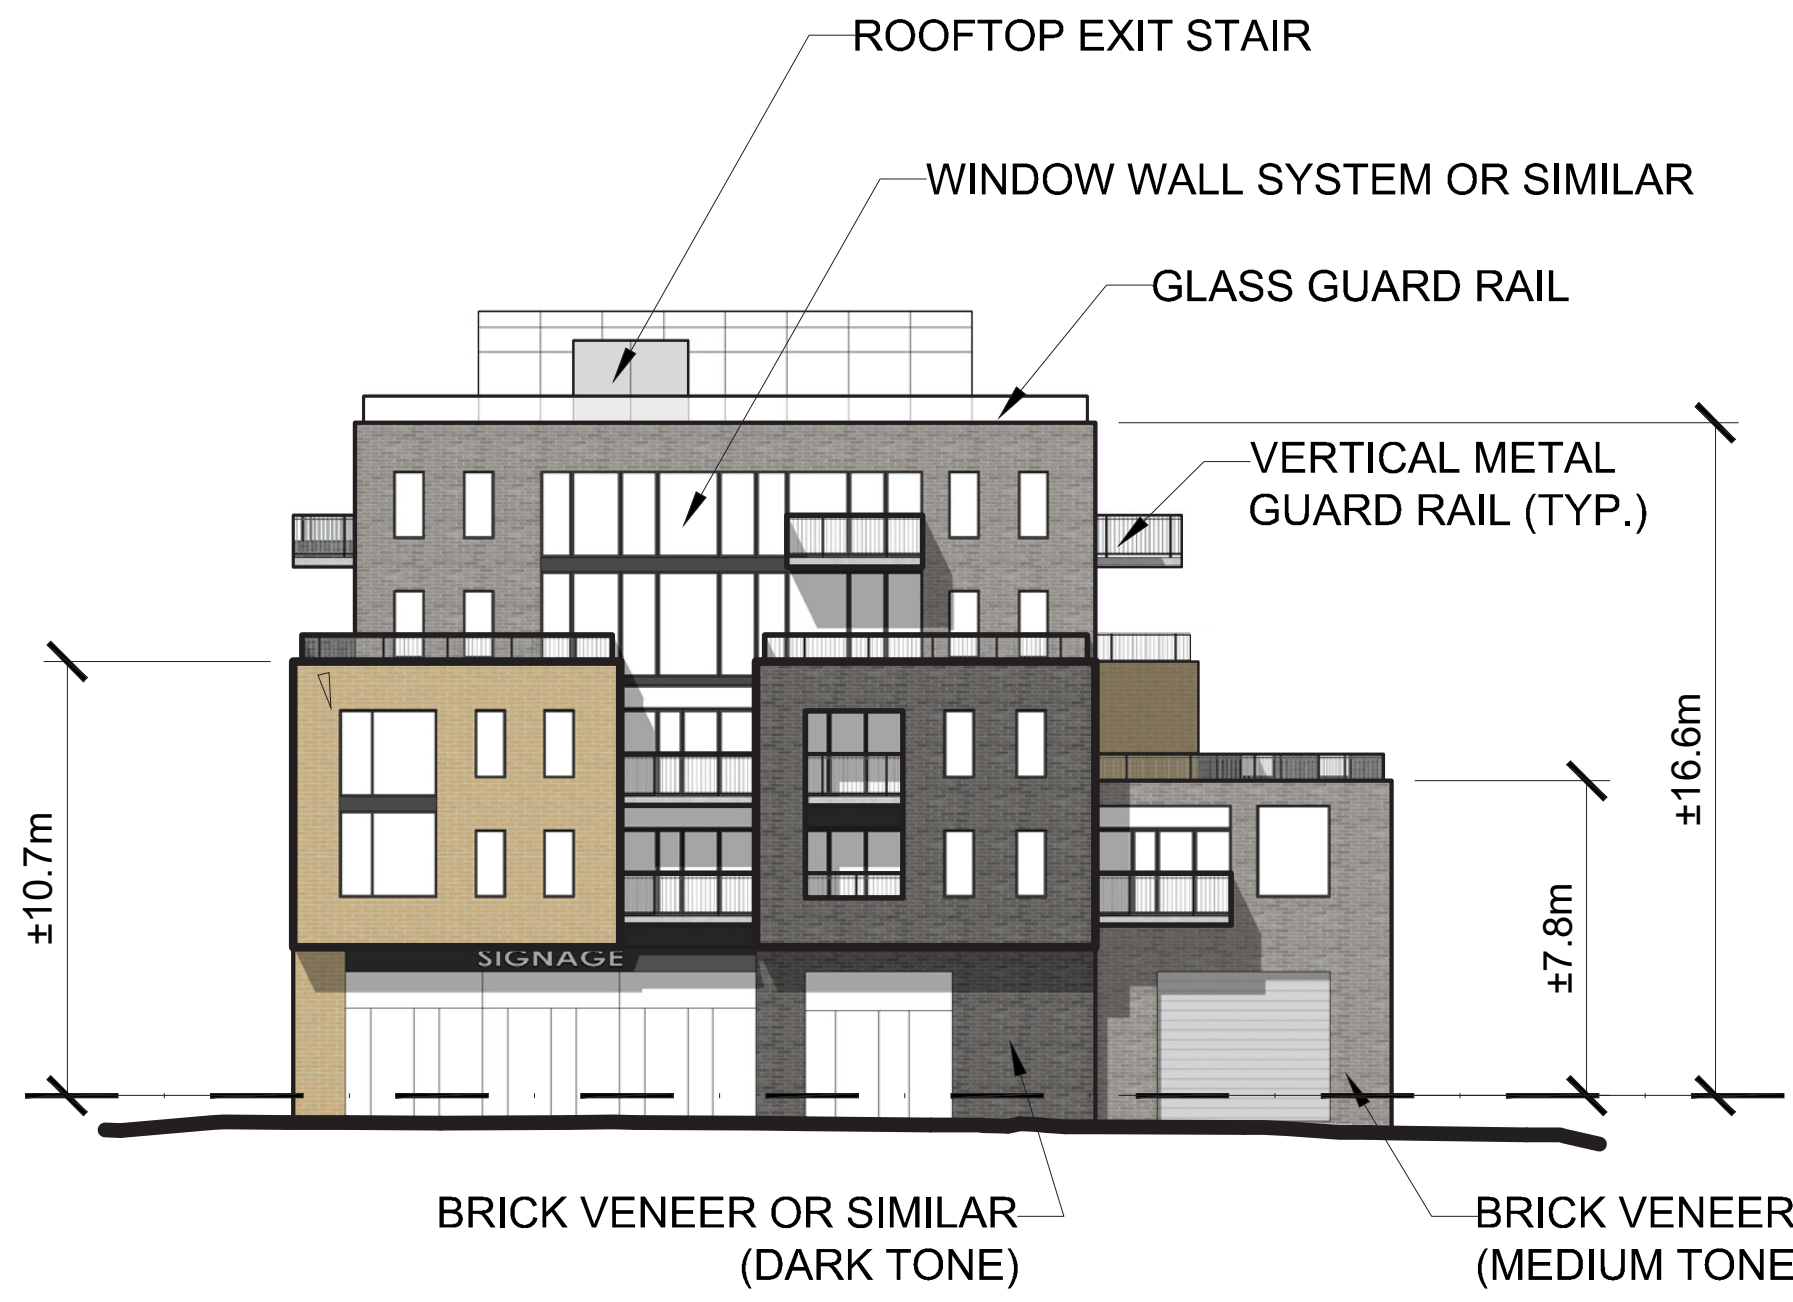 ROOFTOP EXIT STAIR
WINDOW WALL SYSTEM OR SIMILAR
GLASS GUARD RAIL
VERTICAL METAL
GUARD RAIL (TYP.)
±16.6m
±10.7m
±7.8m
SIGNAGE
BRICK VENEER OR SIMILAR
(DARK TONE)
BRICK VENEER
(MEDIUM TONE